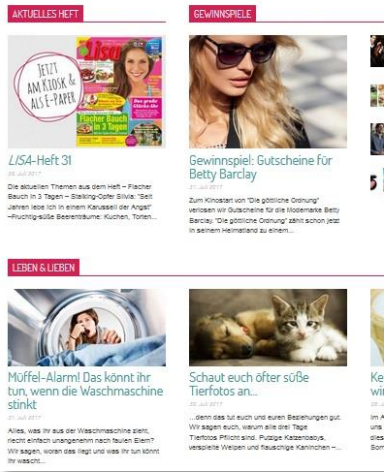 AKTUELLES HEFT
JETZT
AM KIOSK &
ALS E-PAPER
Lisa
Flacher Bauch
in 3 Tagen
LISA-Heft 31
26. Juli 2017
Die aktuellen Themen aus dem Heft – Flacher
Bauch in 3 Tagen – Stalking-Opfer Silvia: "Seit
Jahren lebe ich in einem Karussell der Angst"
–Fruchtig-süße Beerenträume: Kuchen, Torten...
GEWINNSPIELE
Gewinnspiel: Gutscheine für
Betty Barclay
31. Juli 2017
Zum Kinostart von "Die göttliche Ordnung"
verlosen wir Gutscheine für die Modemarke Betty
Barclay. "Die göttliche Ordnung" zählt schon jetzt
in seinem Heimatland zu einem...
LEBEN & LIEBEN
Müffel-Alarm! Das könnt ihr
tun, wenn die Waschmaschine
stinkt
31. Juli 2017
Alles, was ihr aus der Waschmaschine zieht,
riecht einfach unangenehm nach faulen Eiern?
Wir sagen, woran das liegt und was ihr tun könnt
Ihr wascht...
Schaut euch öfter süße
Tierfotos an...
30. Juli 2017
...denn das tut euch und euren Beziehungen gut.
Wir sagen euch, warum alle drei Tage
Tierfotos Pflicht sind. Putzige Katzenbabys,
verspielte Welpen und flauschige Kaninchen –...